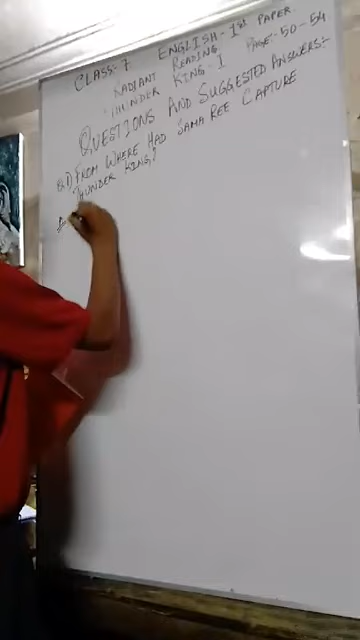 CLASS:- 7 ENGLISH - 1st PAPER
RADIANT READING PAGE:- 50-54
THUNDER KING - I
QUESTIONS AND SUGGESTED ANSWERS:-
Q1) FROM WHERE HAD SAMA REE CAPTURE
THUNDER KING?